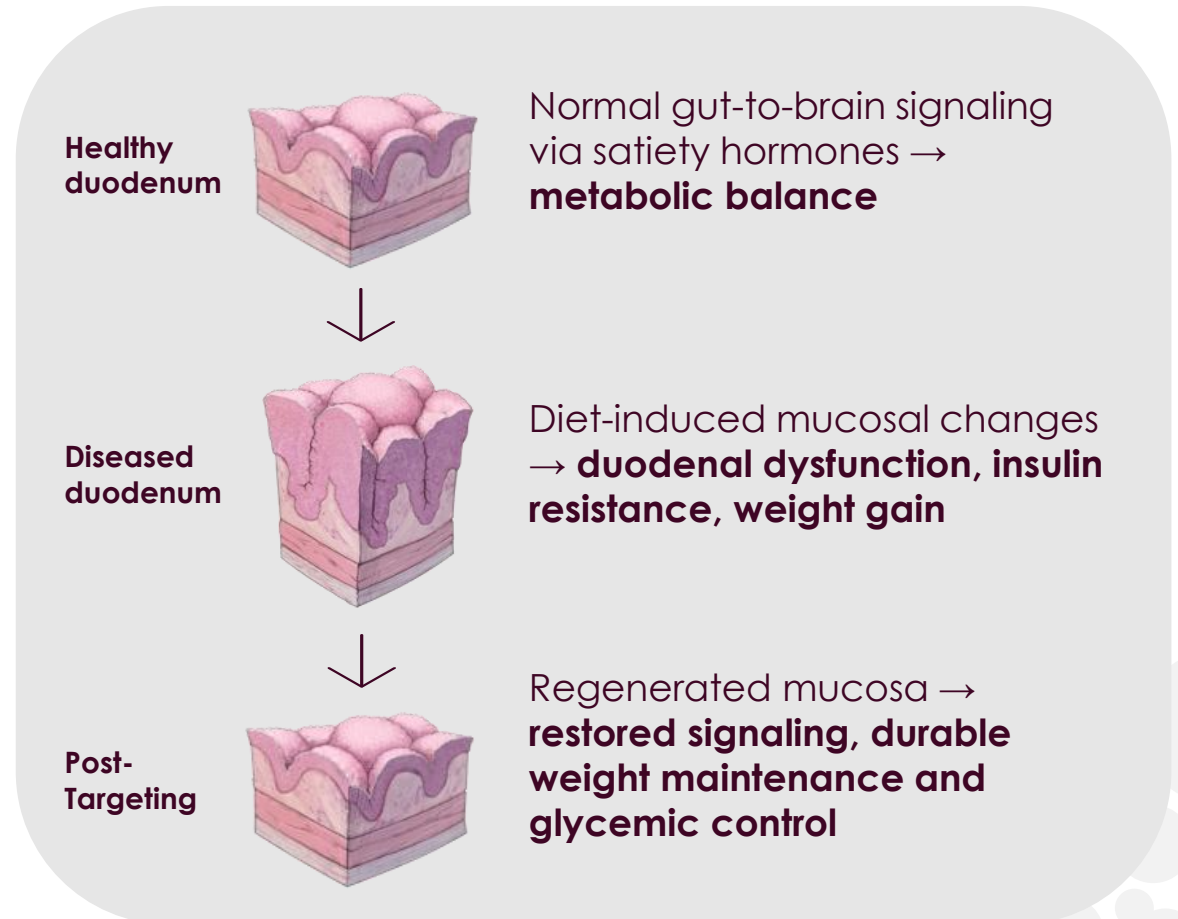 Healthy
duodenum
Normal gut-to-brain signaling
via satiety hormones →
metabolic balance
Diseased
duodenum
Diet-induced mucosal changes
→ duodenal dysfunction, insulin
resistance, weight gain
Post-
Targeting
Regenerated mucosa →
restored signaling, durable
weight maintenance and
glycemic control